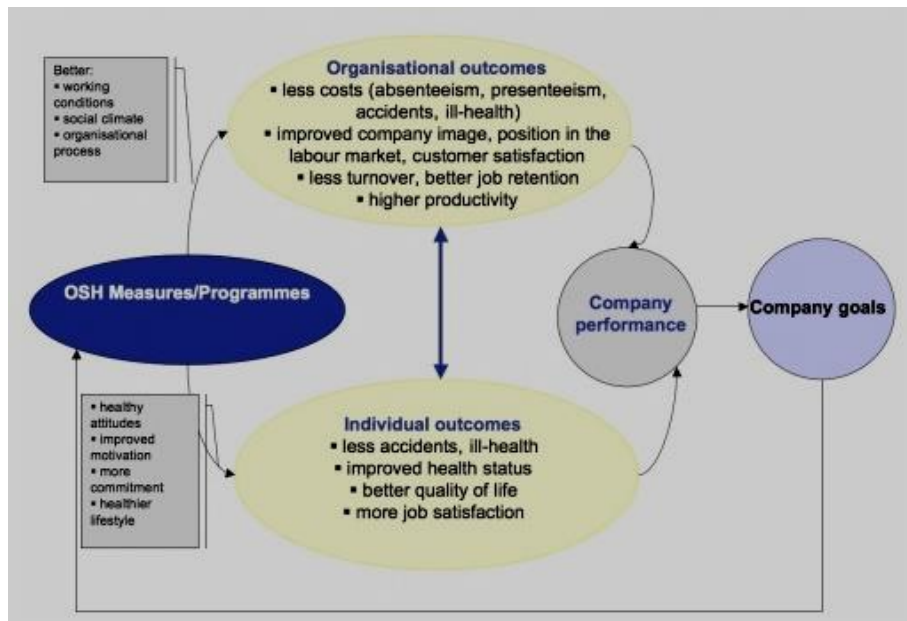 Better:
▪ working
conditions
▪ social climate
▪ organisational
process
Organisational outcomes
▪ less costs (absenteeism, presenteeism,
accidents, ill-health)
▪ improved company image, position in the
labour market, customer satisfaction
▪ less turnover, better job retention
▪ higher productivity
OSH Measures/Programmes
Company
performance
Company goals
▪ healthy
attitudes
▪ improved
motivation
▪ more
commitment
▪ healthier
lifestyle
Individual outcomes
▪ less accidents, ill-health
▪ improved health status
▪ better quality of life
▪ more job satisfaction